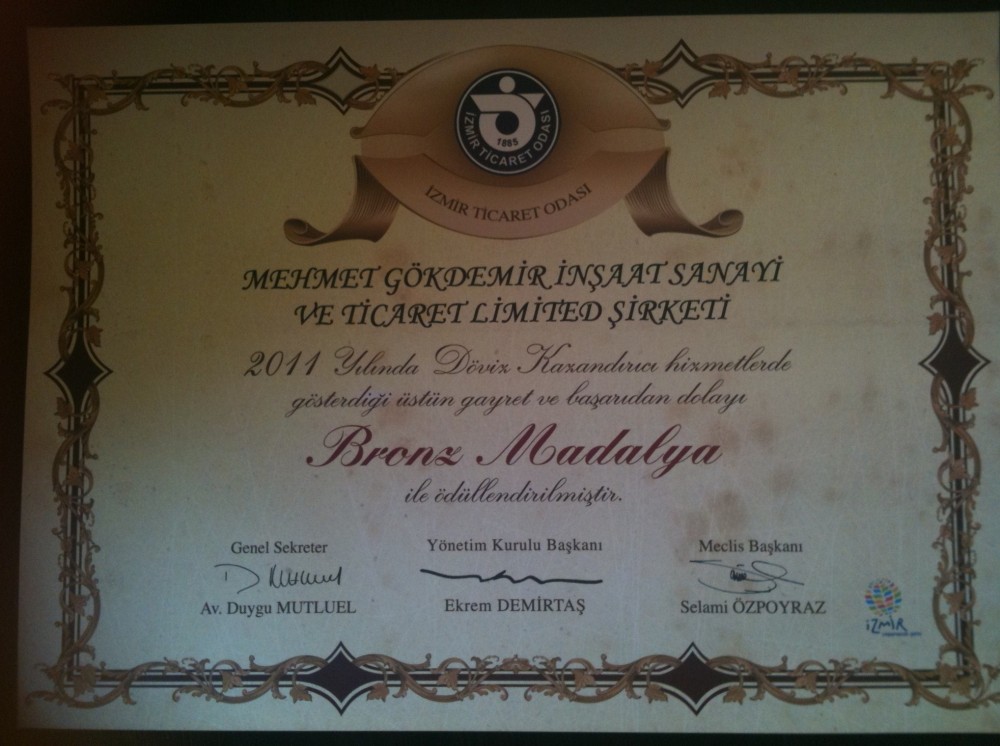 İZMİR TİCARET ODASI
1885
İZMİR TİCARET ODASI
MEHMET GÖKDEMİR İNŞAAT SANAYİ
VE TİCARET LİMİTED ŞİRKETİ
2011 Yılında Döviz Kazandırıcı hizmetlerde
gösterdiği üstün gayret ve başarıdan dolayı
Bronz Madalya
ile ödüllendirilmiştir.
Genel Sekreter Yönetim Kurulu Başkanı Meclis Başkanı
Av. Duygu MUTLUEL Ekrem DEMİRTAŞ Selami ÖZPOYRAZ
İZMİR